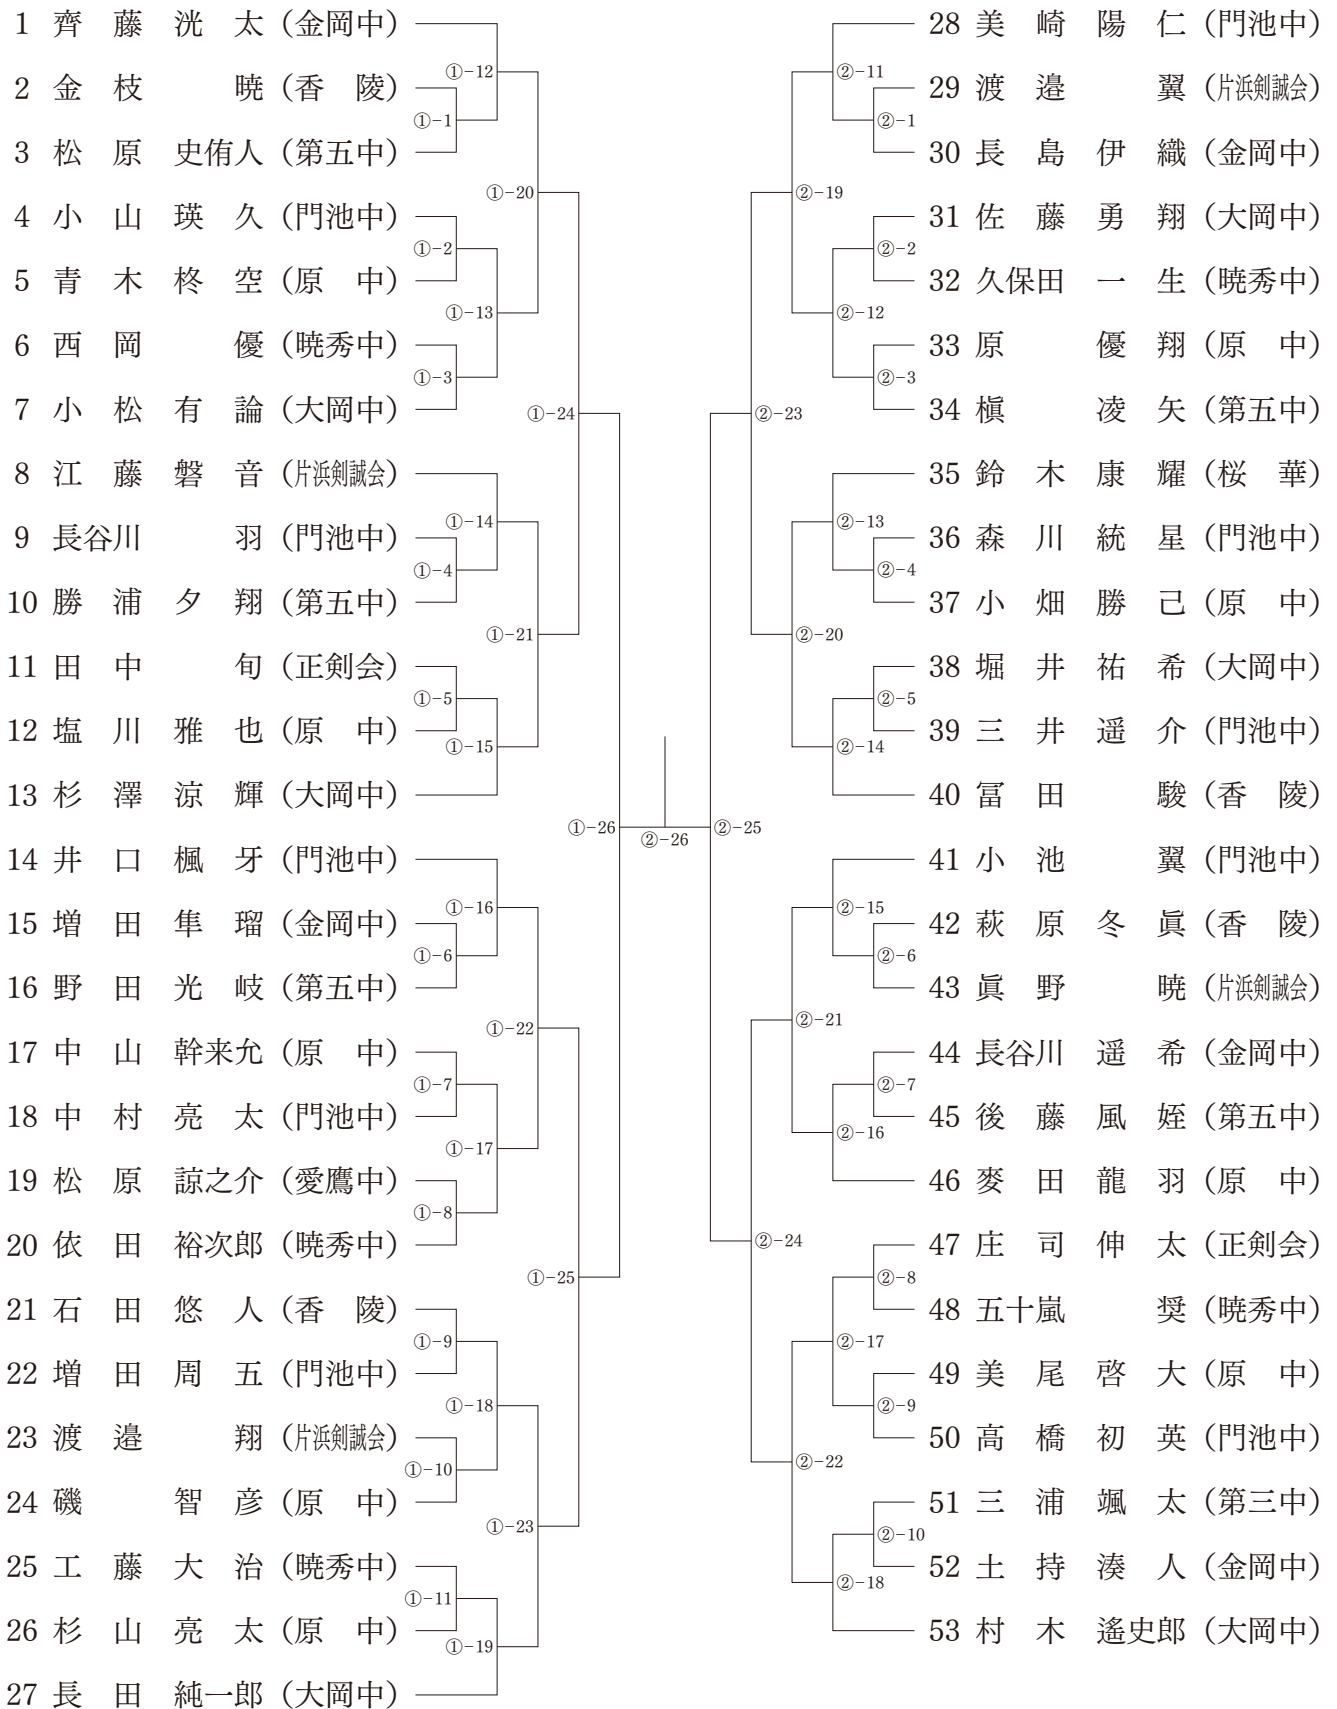 1 齊藤洸太（金岡中）
2 金枝暁（香陵）
3 松原史侑人（第五中）
4 小山瑛久（門池中）
5 青木柊空（原中）
6 西岡優（暁秀中）
7 小松有論（大岡中）
8 江藤磐音（片浜剣誠会）
9 長谷川羽（門池中）
10 勝浦夕翔（第五中）
11 田中旬（正剣会）
12 塩川雅也（原中）
13 杉澤涼輝（大岡中）
14 井口楓牙（門池中）
15 増田隼瑠（金岡中）
16 野田光岐（第五中）
17 中山幹来允（原中）
18 中村亮太（門池中）
19 松原諒之介（愛鷹中）
20 依田裕次郎（暁秀中）
21 石田悠人（香陵）
22 増田周五（門池中）
23 渡邉翔（片浜剣誠会）
24 磯智彦（原中）
25 工藤大治（暁秀中）
26 杉山亮太（原中）
27 長田純一郎（大岡中）
①-12
①-1
①-20
①-2
①-13
①-3
①-24
①-14
①-4
①-21
①-5
①-15
①-26
①-16
①-6
①-22
①-7
①-17
①-8
①-25
①-9
①-18
①-10
①-23
①-11
①-19
②-26
②-11
②-1
②-19
②-2
②-12
②-3
②-23
②-13
②-4
②-20
②-5
②-14
②-25
②-15
②-6
②-21
②-7
②-16
②-24
②-8
②-17
②-9
②-22
②-10
②-18
28 美崎陽仁（門池中）
29 渡邉翼（片浜剣誠会）
30 長島伊織（金岡中）
31 佐藤勇翔（大岡中）
32 久保田一生（暁秀中）
33 原優翔（原中）
34 槇凌矢（第五中）
35 鈴木康耀（桜華）
36 森川統星（門池中）
37 小畑勝己（原中）
38 堀井祐希（大岡中）
39 三井遥介（門池中）
40 冨田駿（香陵）
41 小池翼（門池中）
42 萩原冬眞（香陵）
43 眞野暁（片浜剣誠会）
44 長谷川遥希（金岡中）
45 後藤風姪（第五中）
46 麥田龍羽（原中）
47 庄司伸太（正剣会）
48 五十嵐奨（暁秀中）
49 美尾啓大（原中）
50 高橋初英（門池中）
51 三浦颯太（第三中）
52 土持湊人（金岡中）
53 村木遙史郎（大岡中）